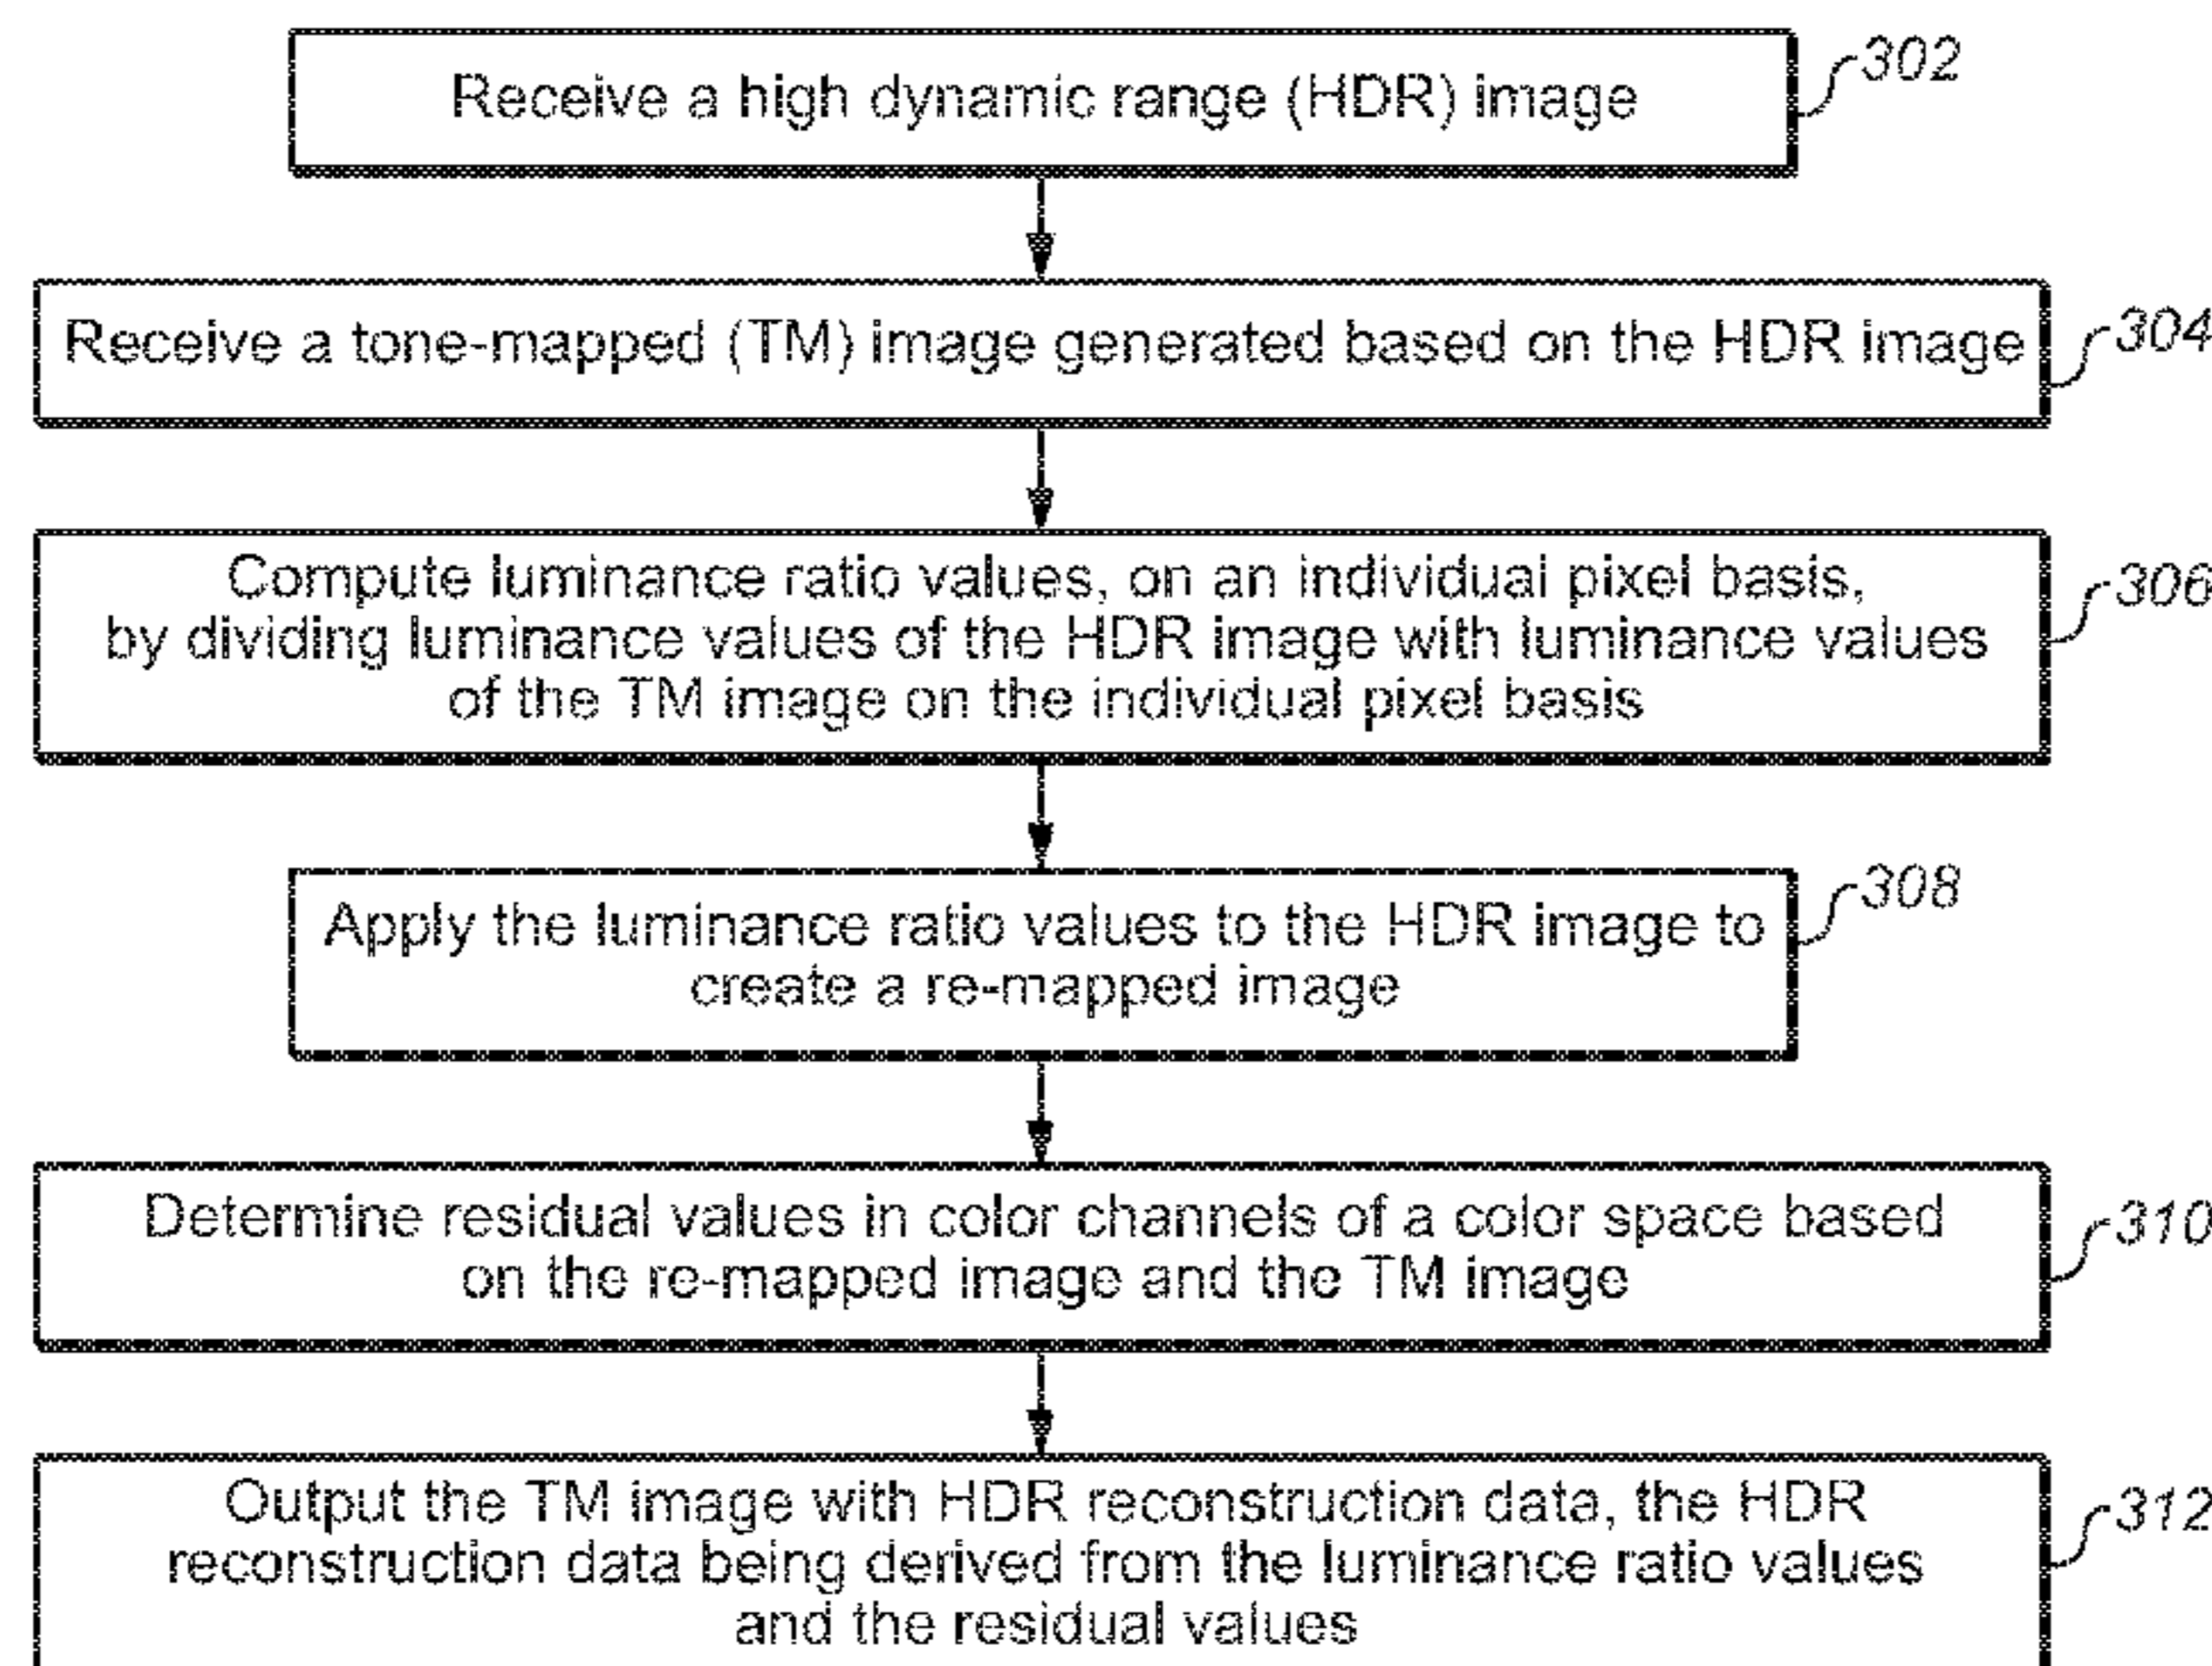 Receive a high dynamic range (HDR) image
302
Receive a tone-mapped (TM) image generated based on the HDR image
304
Compute luminance ratio values, on an individual pixel basis,
by dividing luminance values of the HDR image with luminance values
of the TM image on the individual pixel basis
306
Apply the luminance ratio values to the HDR image to
create a re-mapped image
308
Determine residual values in color channels of a color space based
on the re-mapped image and the TM image
310
Output the TM image with HDR reconstruction data, the HDR
reconstruction data being derived from the luminance ratio values
and the residual values
312